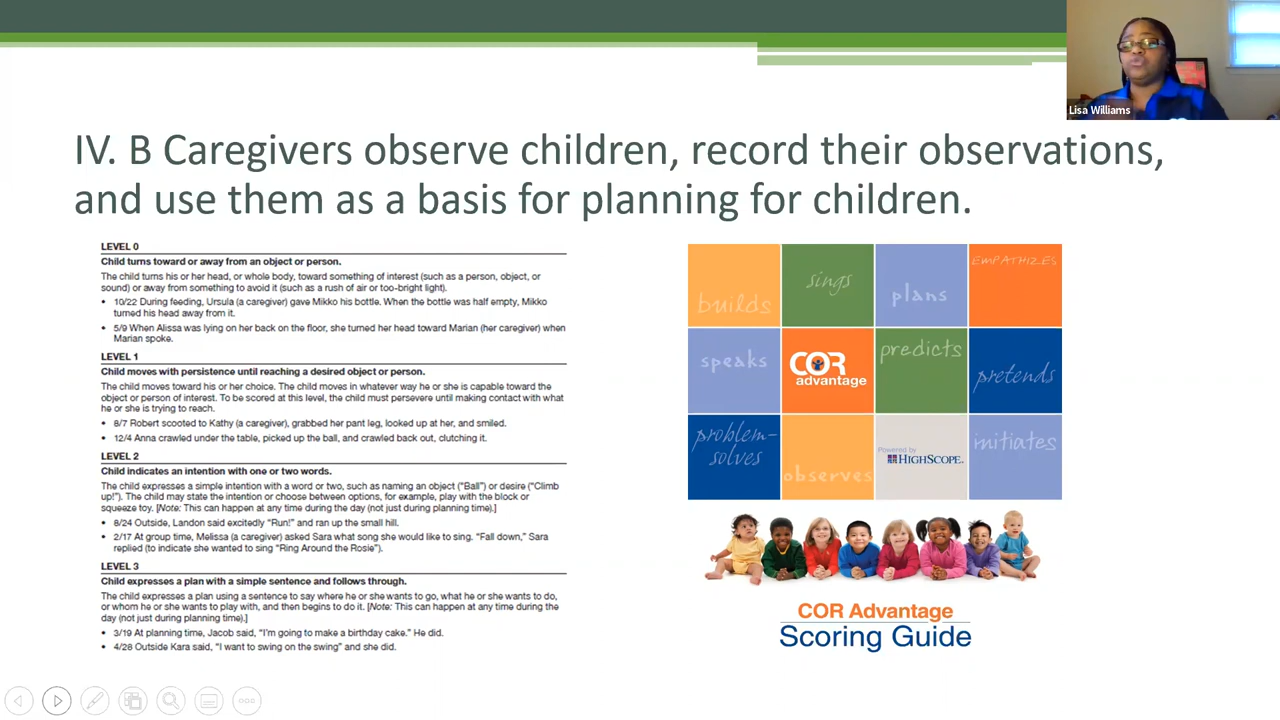 Lisa Williams
IV. B Caregivers observe children, record their observations,
and use them as a basis for planning for children.
LEVEL 0
Child turns toward or away from an object or person.
The child turns his or her head, or whole body, toward something of interest (such as a person, object, or
sound) or away from something to avoid it (such as a rush of air or too-bright light).
• 10/22 During feeding, Ursula (a caregiver) gave Mikko his bottle. When the bottle was half empty, Mikko
turned his head away from it.
• 5/9 When Alissa was lying on her back on the floor, she turned her head toward Marian (her caregiver) when
Marian spoke.
LEVEL 1
Child moves with persistence until reaching a desired object or person.
The child moves toward his or her choice. The child moves in whatever way he or she is capable toward the
object or person of interest. To be scored at this level, the child must persevere until making contact with what
he or she is trying to reach.
• 8/7 Robert scooted to Kathy (a caregiver), grabbed her pant leg, looked up at her, and smiled.
• 12/4 Anna crawled under the table, picked up the ball, and crawled back out, clutching it.
LEVEL 2
Child indicates an intention with one or two words.
The child expresses a simple intention with a word or two, such as naming an object ("Ball") or desire ("Climb
up!"). The child may state the intention or choose between options, for example, play with the block or
squeeze toy. [Note: This can happen at any time during the day (not just during planning time).]
• 8/24 Outside, Landon said excitedly "Run!" and ran up the small hill.
• 2/17 At group time, Melissa (a caregiver) asked Sara what song she would like to sing. "Fall down," Sara
replied (to indicate she wanted to sing "Ring Around the Rosie").
LEVEL 3
Child expresses a plan with a simple sentence and follows through.
The child expresses a plan using a sentence to say where he or she wants to go, what he or she wants to do,
or whom he or she wants to play with, and then begins to do it. [Note: This can happen at any time during the
day (not just during planning time).]
• 3/19 At planning time, Jacob said, "I'm going to make a birthday cake." He did.
• 4/28 Outside Kara said, "I want to swing on the swing" and she did.
builds
sings
plans
EMPATHIZES
speaks
COR
advantage
predicts
pretends
problem-
solves
observes
Powered by
HIGHSCOPE.
initiates
COR Advantage
Scoring Guide